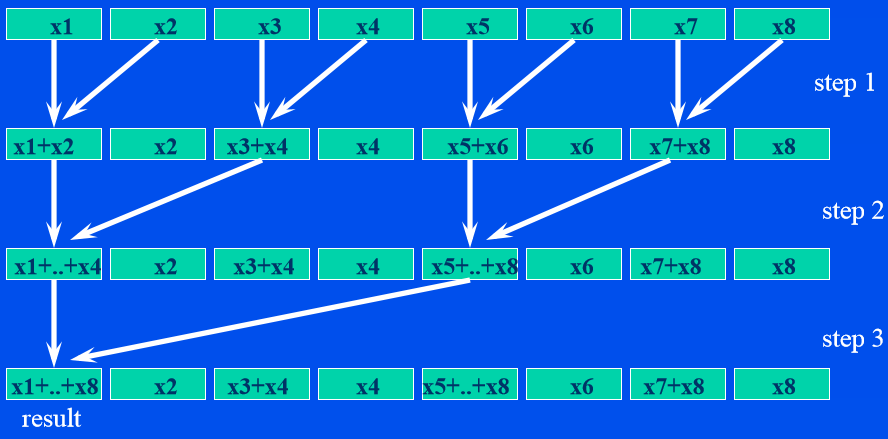 x1 x2 x3 x4 x5 x6 x7 x8
step 1
x1+x2 x2 x3+x4 x4 x5+x6 x6 x7+x8 x8
step 2
x1+..+x4 x2 x3+x4 x4 x5+..+x8 x6 x7+x8 x8
step 3
x1+..+x8 x2 x3+x4 x4 x5+..+x8 x6 x7+x8 x8
result